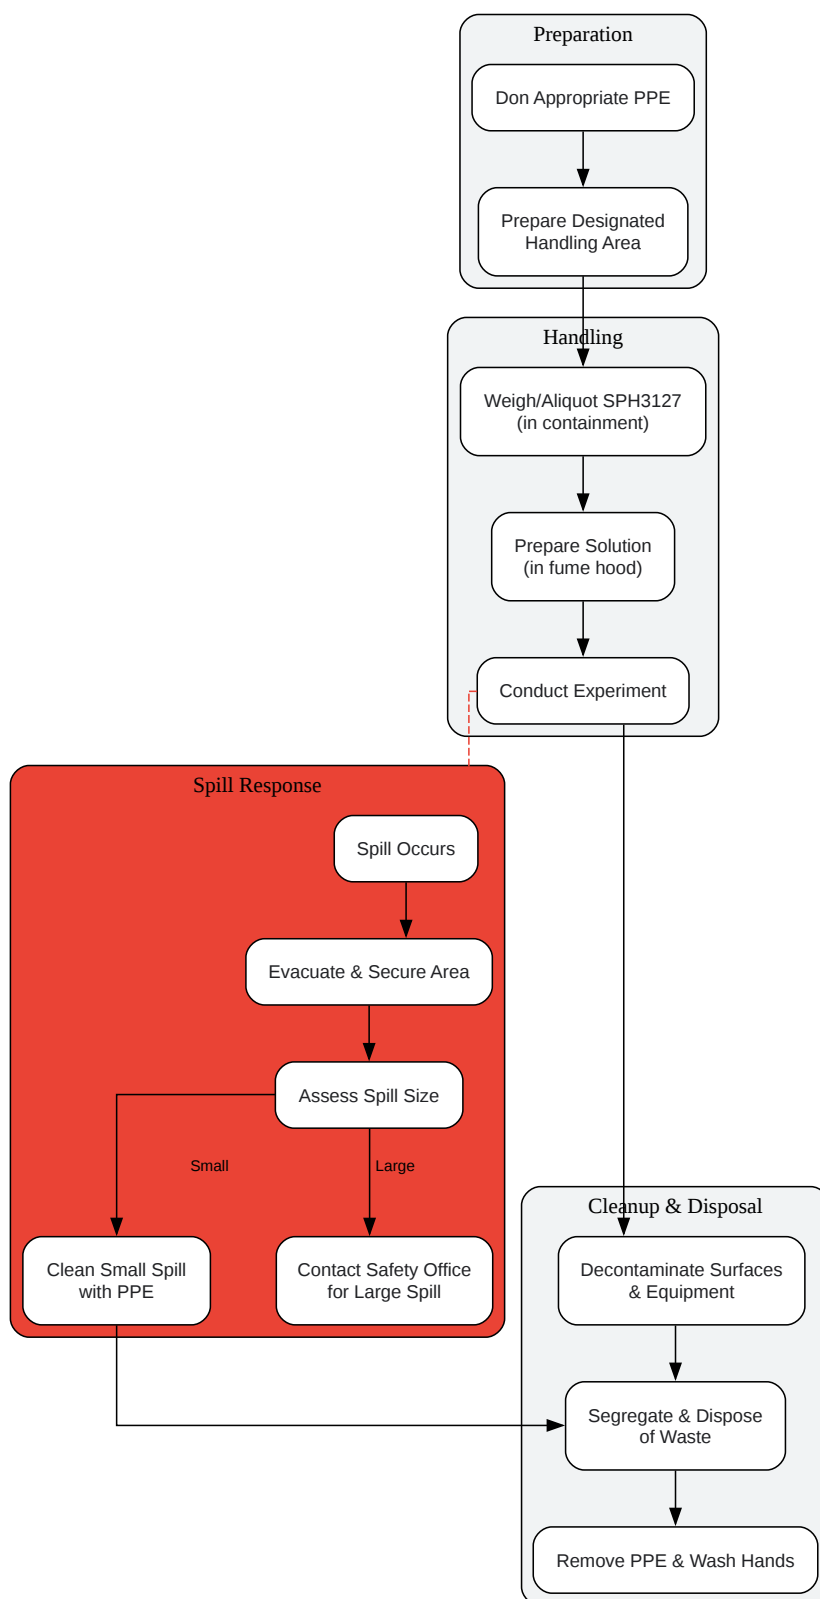 Preparation
Don Appropriate PPE
Prepare Designated
Handling Area
Handling
Weigh/Aliquot SPH3127
(in containment)
Prepare Solution
(in fume hood)
Conduct Experiment
Spill Response
Spill Occurs
Evacuate & Secure Area
Assess Spill Size
Small
Large
Clean Small Spill
with PPE
Contact Safety Office
for Large Spill
Cleanup & Disposal
Decontaminate Surfaces
& Equipment
Segregate & Dispose
of Waste
Remove PPE & Wash Hands